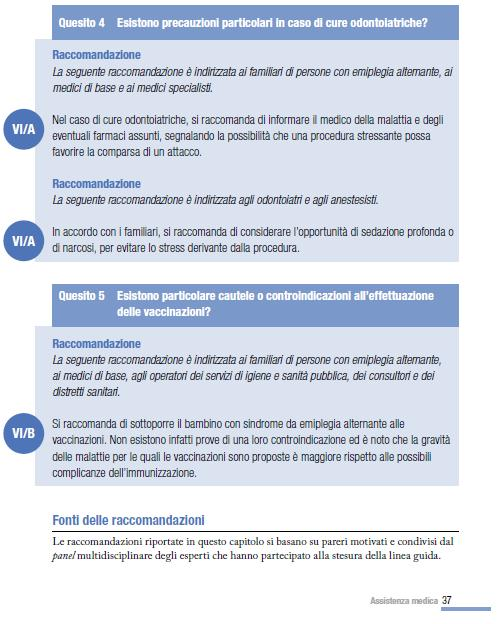 Quesito 4 Esistono precauzioni particolari in caso di cure odontoiatriche?
Raccomandazione
La seguente raccomandazione è indirizzata ai familiari di persone con emiplegia alternante, ai
medici di base e ai medici specialisti.
VI/A
Nel caso di cure odontoiatriche, si raccomanda di informare il medico della malattia e degli
eventuali farmaci assunti, segnalando la possibilità che una procedura stressante possa
favorire la comparsa di un attacco.
Raccomandazione
La seguente raccomandazione è indirizzata agli odontoiatri e agli anestesisti.
VI/A
In accordo con i familiari, si raccomanda di considerare l'opportunità di sedazione profonda o
di narcosi, per evitare lo stress derivante dalla procedura.
Quesito 5 Esistono particolare cautele o controindicazioni all'effettuazione
delle vaccinazioni?
Raccomandazione
La seguente raccomandazione è indirizzata ai familiari di persone con emiplegia alternante,
ai medici di base, agli operatori dei servizi di igiene e sanità pubblica, dei consultori e dei
distretti sanitari.
VI/B
Si raccomanda di sottoporre il bambino con sindrome da emiplegia alternante alle
vaccinazioni. Non esistono infatti prove di una loro controindicazione ed è noto che la gravità
delle malattie per le quali le vaccinazioni sono proposte è maggiore rispetto alle possibili
complicanze dell'immunizzazione.
Fonti delle raccomandazioni
Le raccomandazioni riportate in questo capitolo si basano su pareri motivati e condivisi dal
panel multidisciplinare degli esperti che hanno partecipato alla stesura della linea guida.
Assistenza medica 37